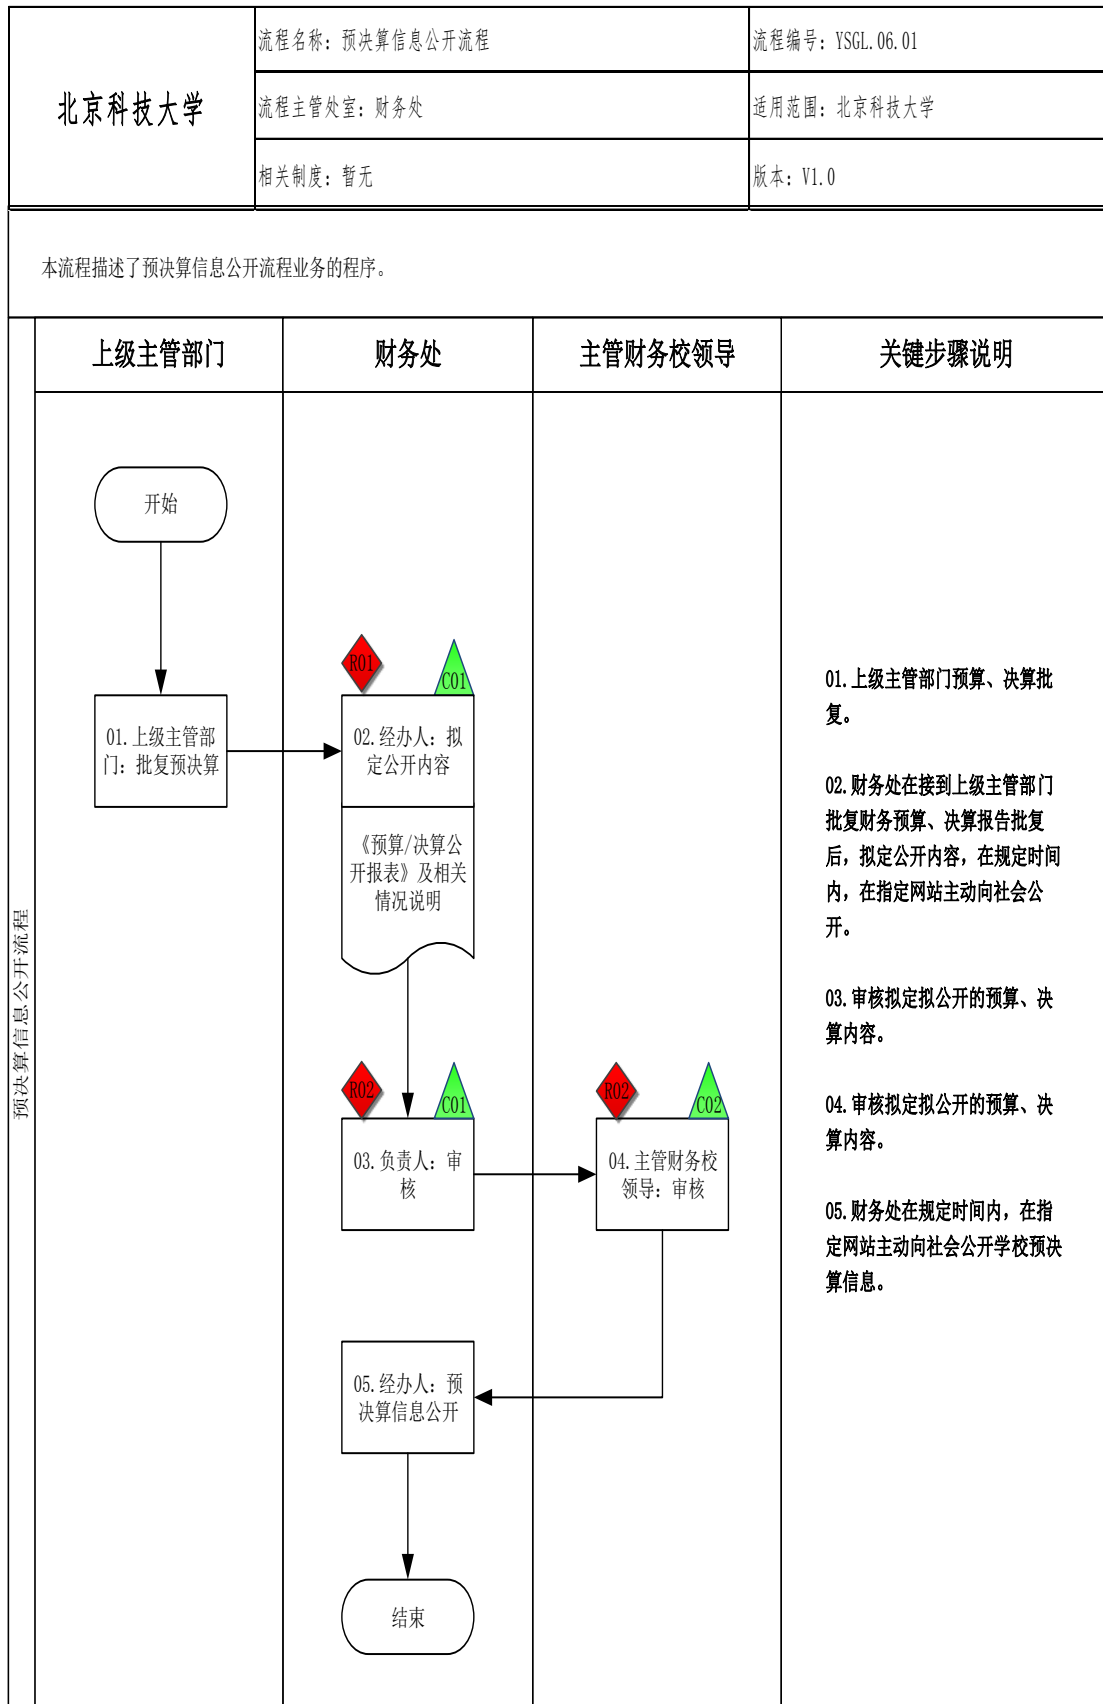 北京科技大学
流程名称：预决算信息公开流程
流程编号：YSGL.06.01
流程主管处室：财务处
适用范围：北京科技大学
相关制度：暂无
版本：V1.0
本流程描述了预决算信息公开流程业务的程序。
预决算信息公开流程
上级主管部门
财务处
主管财务校领导
关键步骤说明
开始
01.上级主管部
门：批复预决算
R01
C01
02.经办人：拟
定公开内容
《预算/决算公
开报表》及相关
情况说明
R02
C01
03.负责人：审
核
R02
C02
04.主管财务校
领导：审核
05.经办人：预
决算信息公开
结束
01.上级主管部门预算、决算批
复。
02.财务处在接到上级主管部门
批复财务预算、决算报告批复
后，拟定公开内容，在规定时间
内，在指定网站主动向社会公
开。
03.审核拟定拟公开的预算、决
算内容。
04.审核拟定拟公开的预算、决
算内容。
05.财务处在规定时间内，在指
定网站主动向社会公开学校预决
算信息。